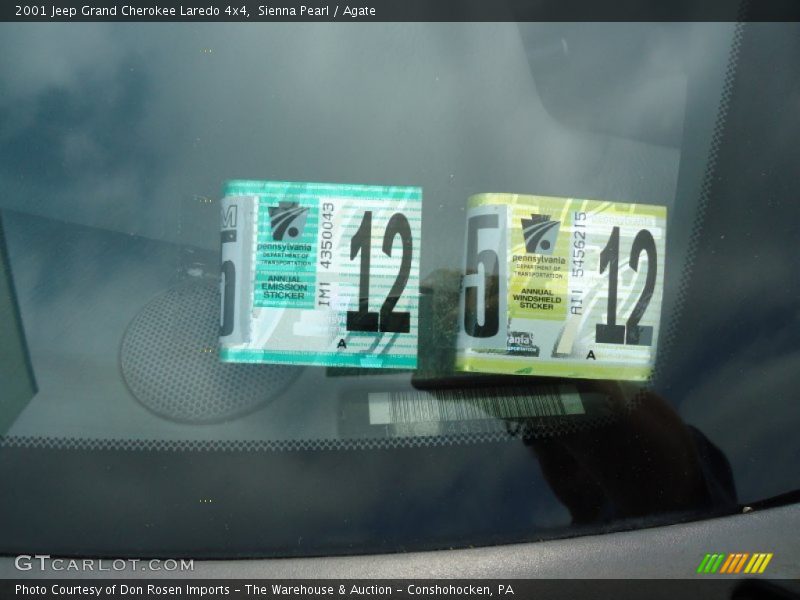 2001 Jeep Grand Cherokee Laredo 4x4, Sienna Pearl / Agate
M
5
pennsylvania
DEPARTMENT OF
TRANSPORTATION
ANNUAL
EMISSION
STICKER
IM1 4350043
12
A
5
pennsylvania
DEPARTMENT OF
TRANSPORTATION
ANNUAL
WINDSHIELD
STICKER
AI1 5456215
12
A
GTCARLOT.COM
Photo Courtesy of Don Rosen Imports - The Warehouse & Auction - Conshohocken, PA